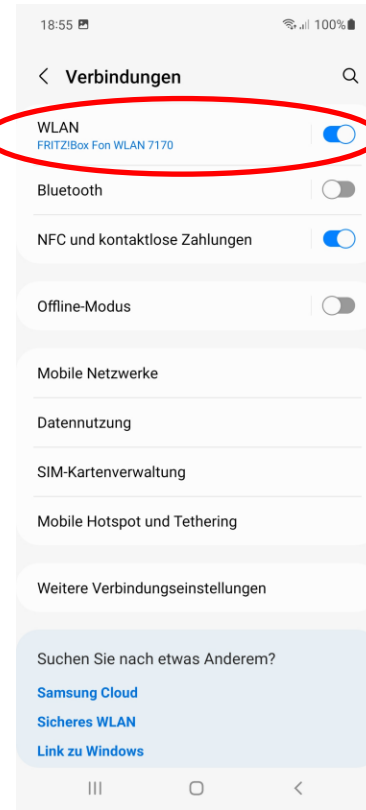 18:55 100%
Verbindungen
WLAN
FRITZ!Box Fon WLAN 7170
Bluetooth
NFC und kontaktlose Zahlungen
Offline-Modus
Mobile Netzwerke
Datennutzung
SIM-Kartenverwaltung
Mobile Hotspot und Tethering
Weitere Verbindungseinstellungen
Suchen Sie nach etwas Anderem?
Samsung Cloud
Sicheres WLAN
Link zu Windows